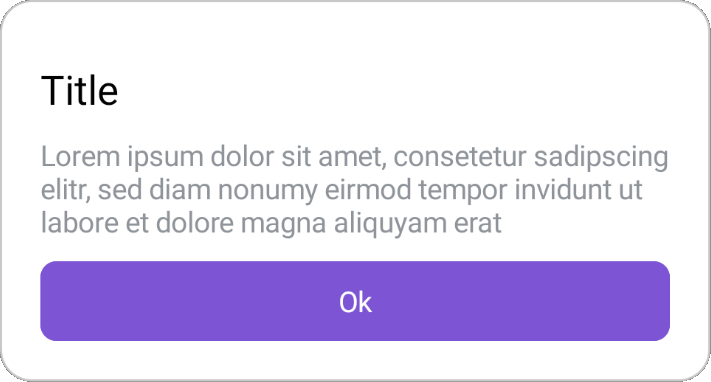 Title
Lorem ipsum dolor sit amet, consetetur sadipscing
elitr, sed diam nonumy eirmod tempor invidunt ut
labore et dolore magna aliquyam erat
Ok